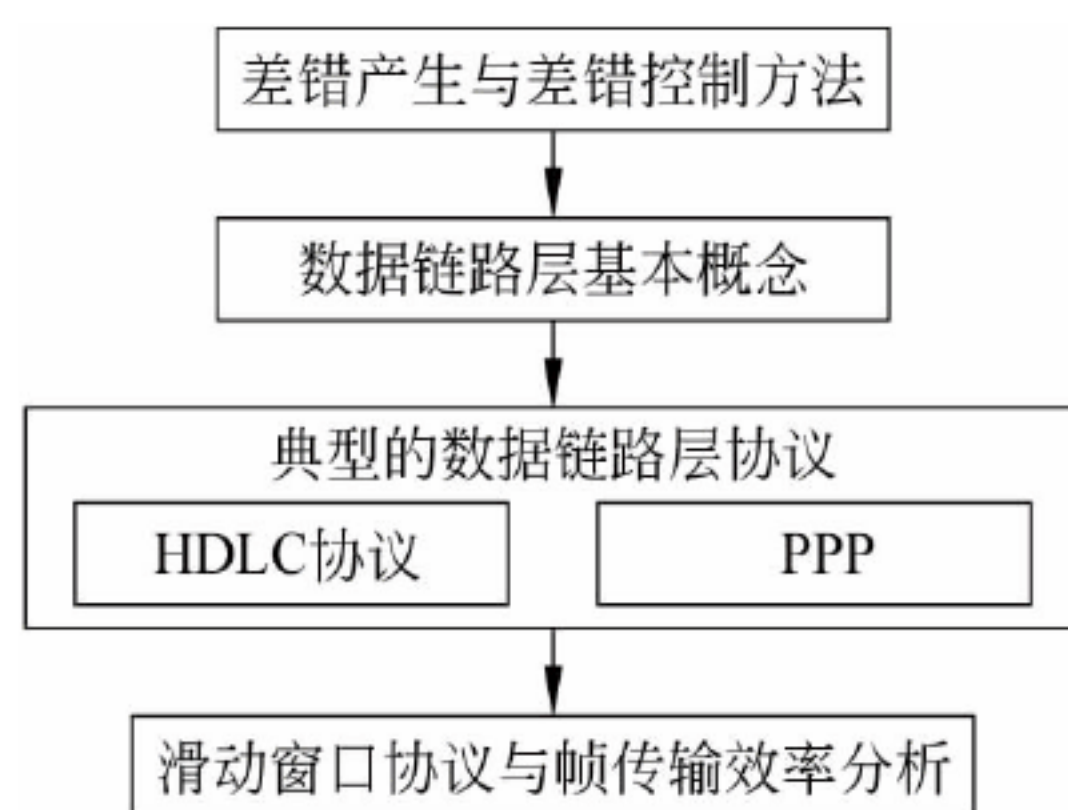 差错产生与差错控制方法
数据链路层基本概念
典型的数据链路层协议
HDLC协议
PPP
滑动窗口协议与帧传输效率分析